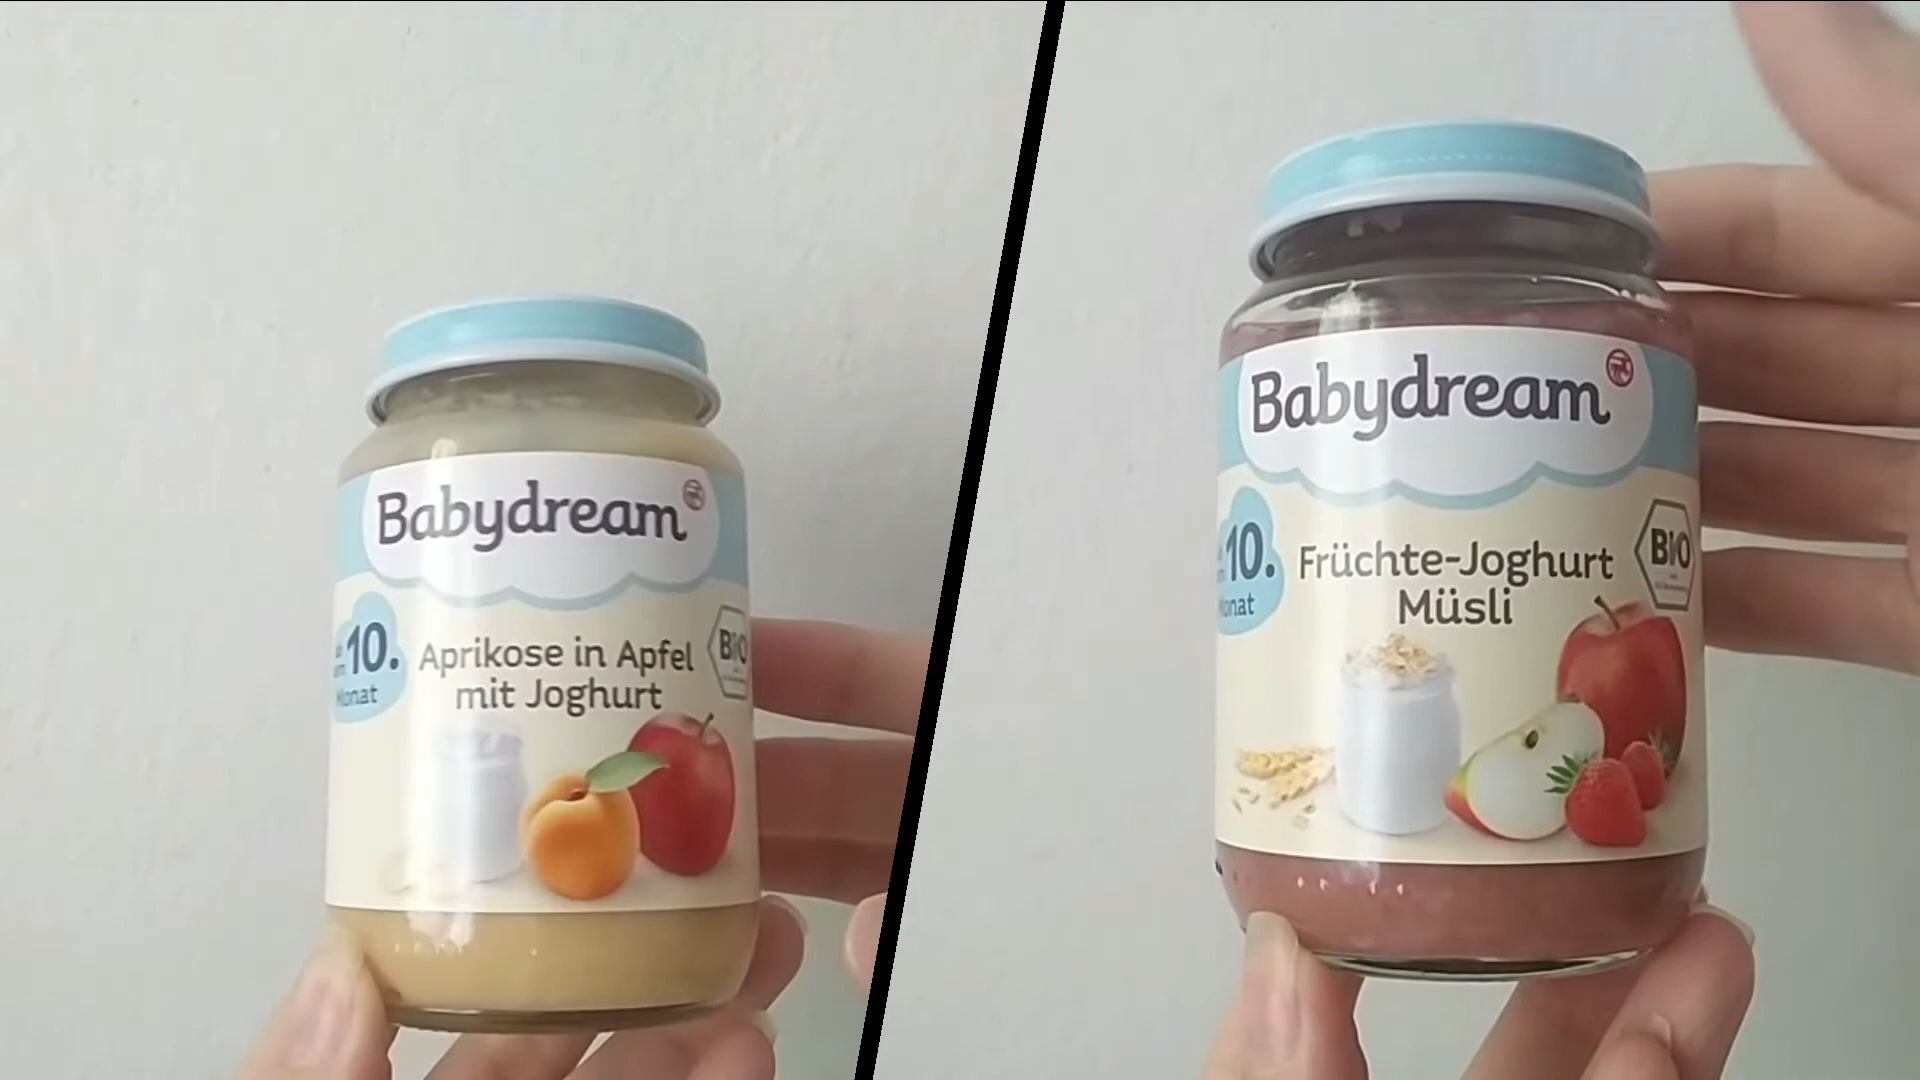 Babydream
10.
Monat
Aprikose in Apfel
mit Joghurt
BIO
Babydream
10.
Monat
Früchte-Joghurt
Müsli
BIO